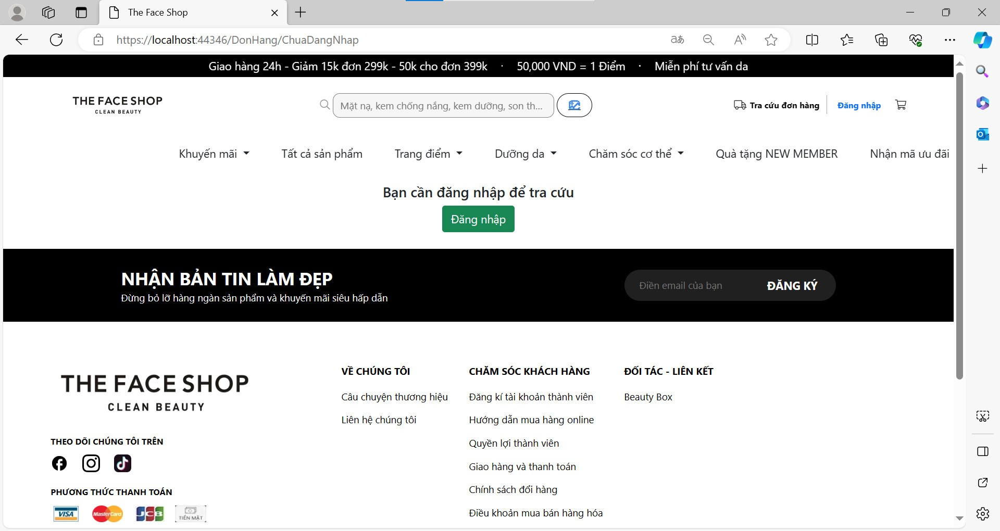 The Face Shop
https://localhost:44346/DonHang/ChuaDangNhap
Giao hàng 24h - Giảm 15k đơn 299k - 50k cho đơn 399k · 50,000 VND = 1 Điểm · Miễn phí tư vấn da
THE FACE SHOP
CLEAN BEAUTY
Mặt nạ, kem chống nắng, kem dưỡng, son th...
Tra cứu đơn hàng
Đăng nhập
Khuyến mãi Tất cả sản phẩm Trang điểm Dưỡng da Chăm sóc cơ thể Quà tặng NEW MEMBER Nhận mã ưu đãi
Bạn cần đăng nhập để tra cứu
Đăng nhập
NHẬN BẢN TIN LÀM ĐẸP
Đừng bỏ lỡ hàng ngàn sản phẩm và khuyến mãi siêu hấp dẫn
Điền email của bạn
ĐĂNG KÝ
THE FACE SHOP
CLEAN BEAUTY
THEO DÕI CHÚNG TÔI TRÊN
PHƯƠNG THỨC THANH TOÁN
VISA MasterCard JCB TIỀN MẶT
VỀ CHÚNG TÔI
Câu chuyện thương hiệu
Liên hệ chúng tôi
CHĂM SÓC KHÁCH HÀNG
Đăng kí tài khoản thành viên
Hướng dẫn mua hàng online
Quyền lợi thành viên
Giao hàng và thanh toán
Chính sách đổi hàng
Điều khoản mua bán hàng hóa
ĐỐI TÁC - LIÊN KẾT
Beauty Box